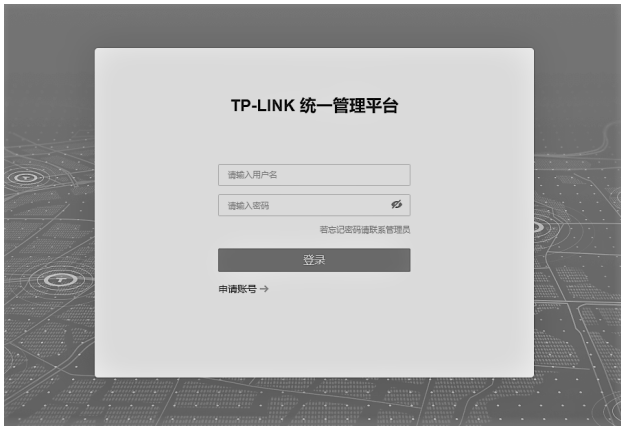 TP-LINK 统一管理平台
请输入用户名
请输入密码
若忘记密码请联系管理员
登录
申请账号 →